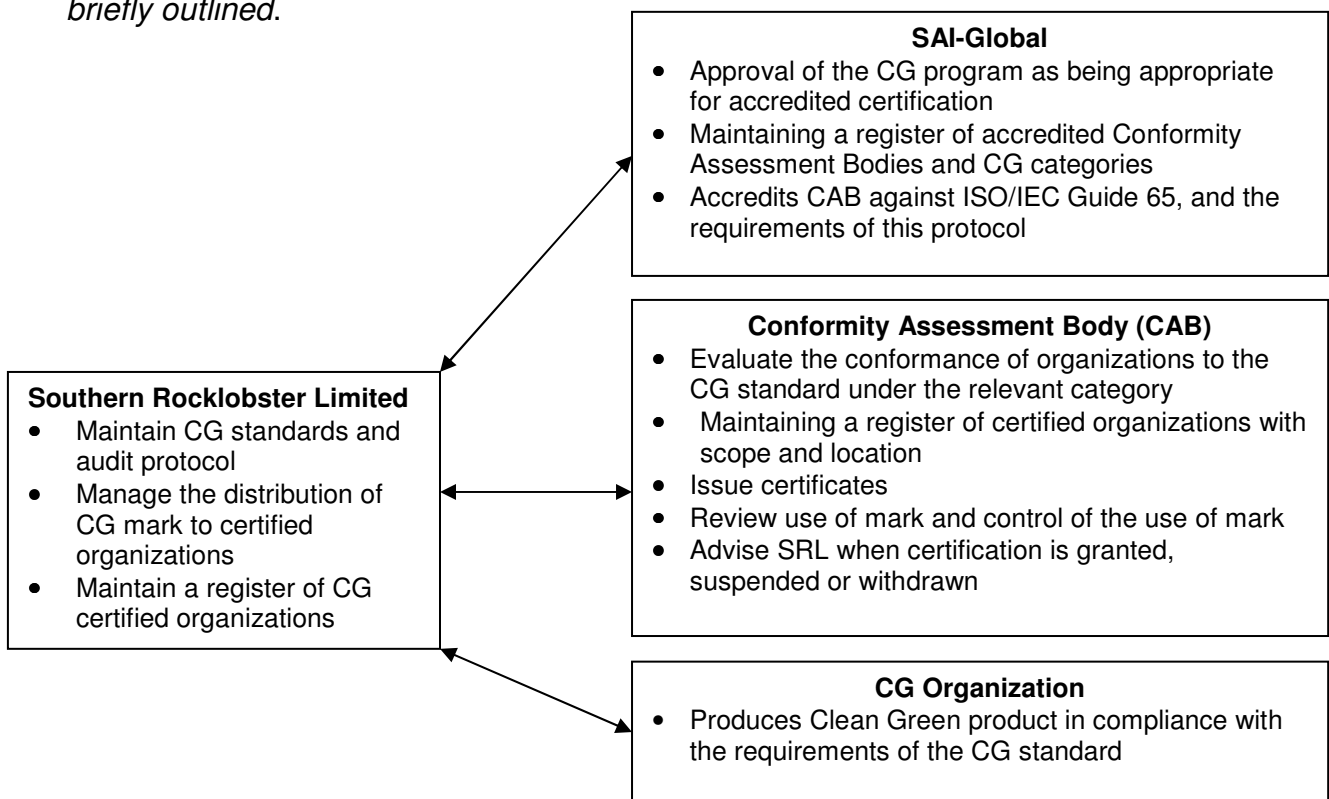 briefly outlined.
SAI-Global
• Approval of the CG program as being appropriate
for accredited certification
• Maintaining a register of accredited Conformity
Assessment Bodies and CG categories
• Accredits CAB against ISO/IEC Guide 65, and the
requirements of this protocol
Conformity Assessment Body (CAB)
• Evaluate the conformance of organizations to the
CG standard under the relevant category
• Maintaining a register of certified organizations with
scope and location
• Issue certificates
• Review use of mark and control of the use of mark
• Advise SRL when certification is granted,
suspended or withdrawn
Southern Rocklobster Limited
• Maintain CG standards and
audit protocol
• Manage the distribution of
CG mark to certified
organizations
• Maintain a register of CG
certified organizations
CG Organization
• Produces Clean Green product in compliance with
the requirements of the CG standard